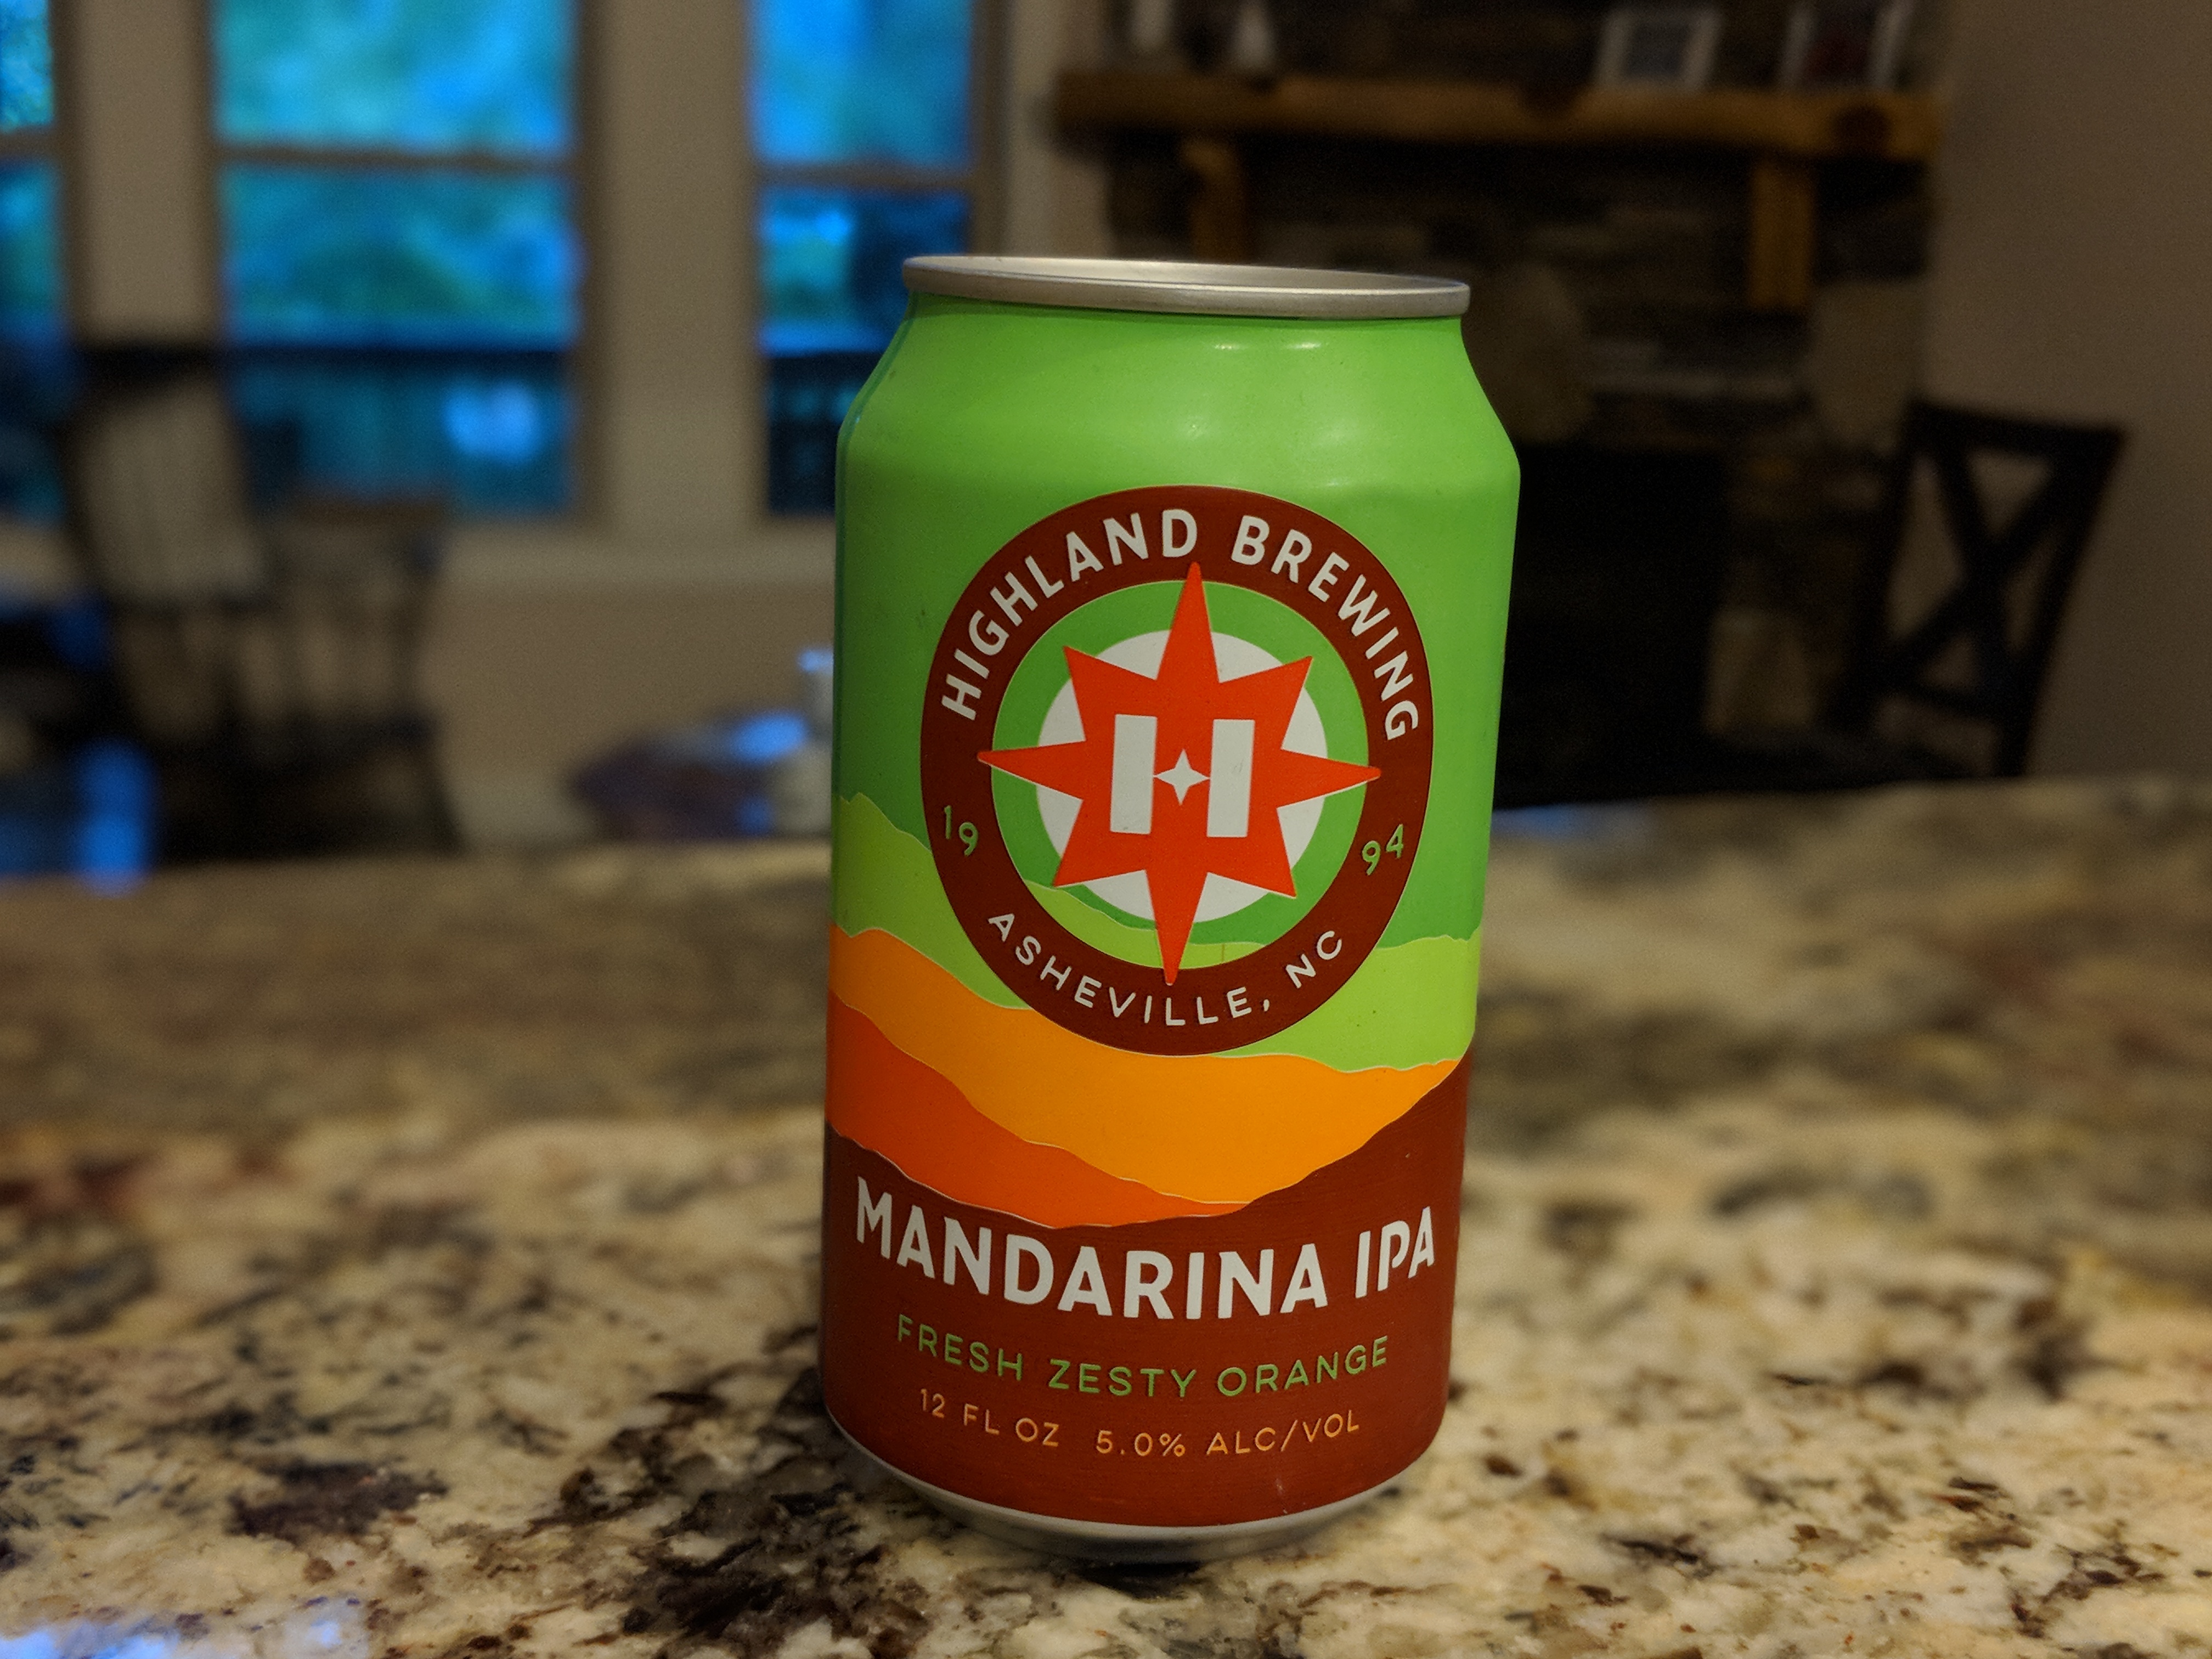 HIGHLAND BREWING
H
19 94
ASHEVILLE, NC
MANDARINA IPA
FRESH ZESTY ORANGE
12 FL OZ 5.0% ALC/VOL